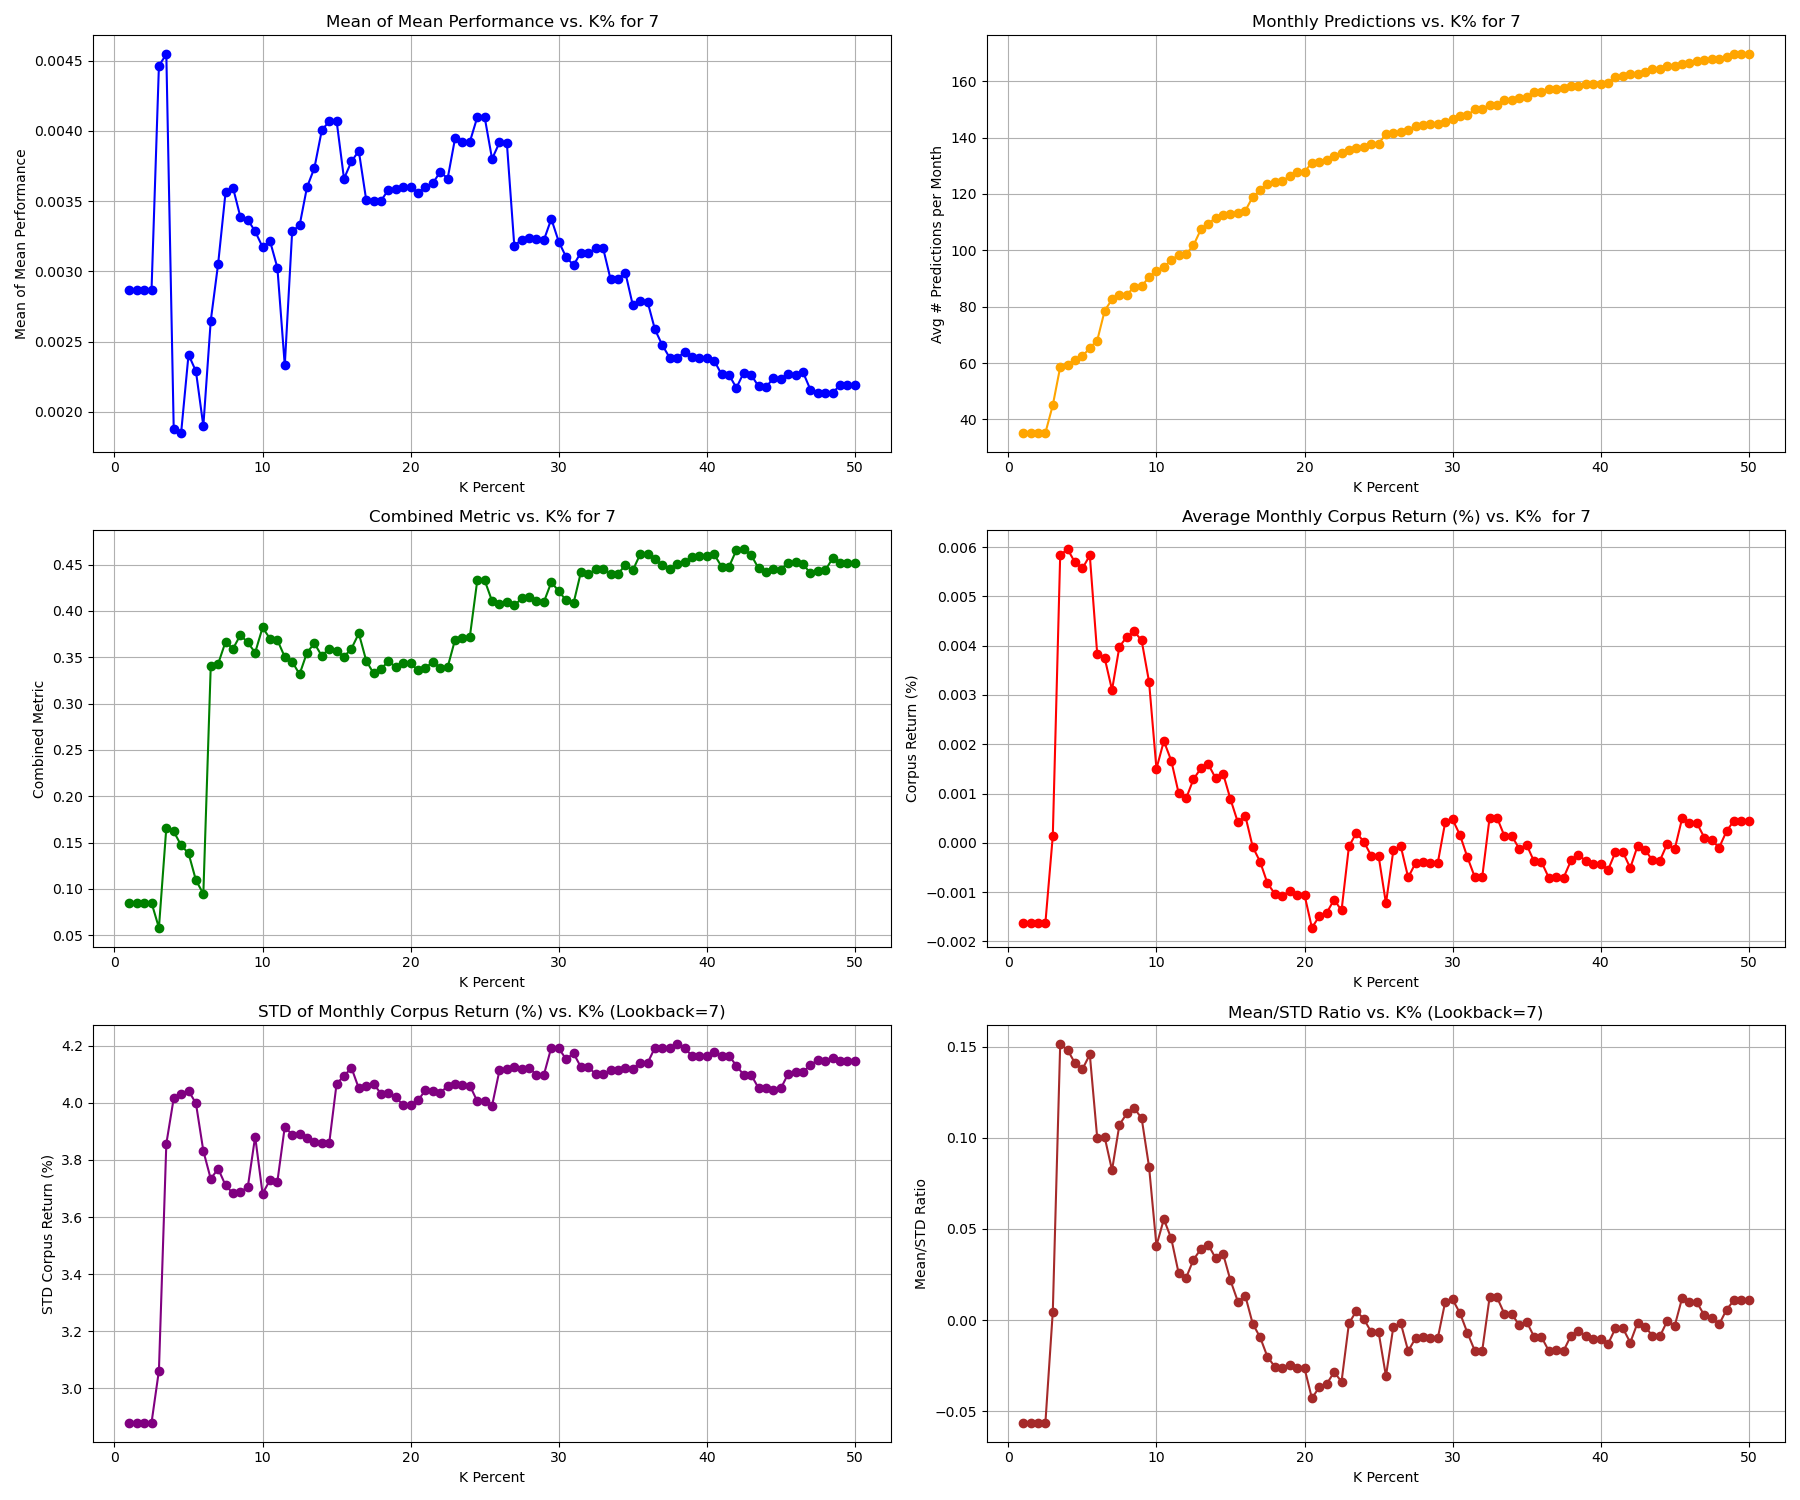 Mean of Mean Performance vs. K% for 7
Mean of Mean Performance
0.0045
0.0040
0.0035
0.0030
0.0025
0.0020
0 10 20 30 40 50
K Percent
Monthly Predictions vs. K% for 7
Avg # Predictions per Month
160
140
120
100
80
60
40
0 10 20 30 40 50
K Percent
Combined Metric vs. K% for 7
Combined Metric
0.45
0.40
0.35
0.30
0.25
0.20
0.15
0.10
0.05
0 10 20 30 40 50
K Percent
Average Monthly Corpus Return (%) vs. K%  for 7
Corpus Return (%)
0.006
0.005
0.004
0.003
0.002
0.001
0.000
−0.001
−0.002
0 10 20 30 40 50
K Percent
STD of Monthly Corpus Return (%) vs. K% (Lookback=7)
STD Corpus Return (%)
4.2
4.0
3.8
3.6
3.4
3.2
3.0
0 10 20 30 40 50
K Percent
Mean/STD Ratio vs. K% (Lookback=7)
Mean/STD Ratio
0.15
0.10
0.05
0.00
−0.05
0 10 20 30 40 50
K Percent